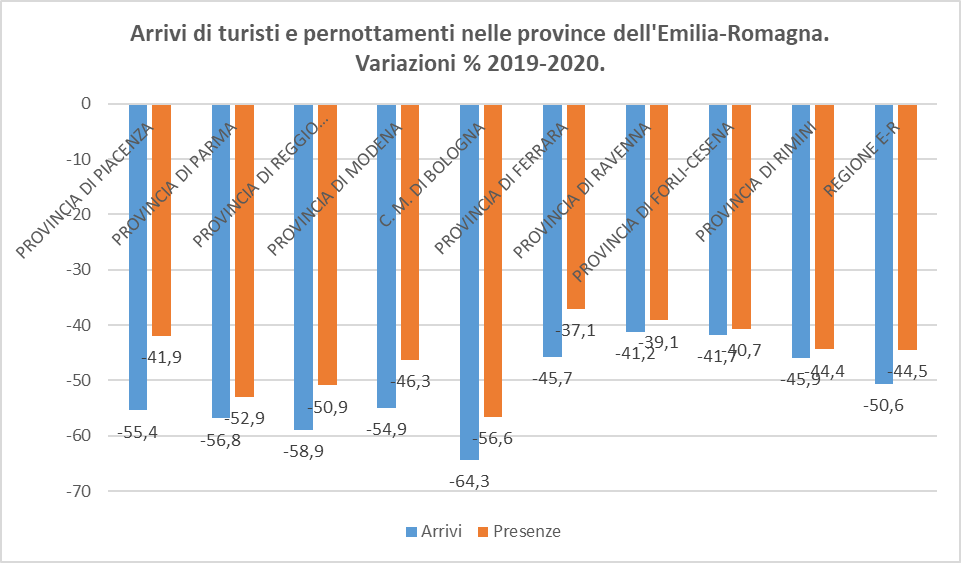 Arrivi di turisti e pernottamenti nelle province dell'Emilia-Romagna.
Variazioni % 2019-2020.
0
-10
-20
-30
-40
-50
-60
-70
PROVINCIA DI PIACENZA
PROVINCIA DI PARMA
PROVINCIA DI REGGIO…
PROVINCIA DI MODENA
C. M. DI BOLOGNA
PROVINCIA DI FERRARA
PROVINCIA DI RAVENNA
PROVINCIA DI FORLI-CESENA
PROVINCIA DI RIMINI
REGIONE E-R
-55,4
-41,9
-56,8
-52,9
-58,9
-50,9
-54,9
-46,3
-64,3
-56,6
-45,7
-37,1
-41,2
-39,1
-41,7
-40,7
-45,9
-44,4
-50,6
-44,5
Arrivi
Presenze